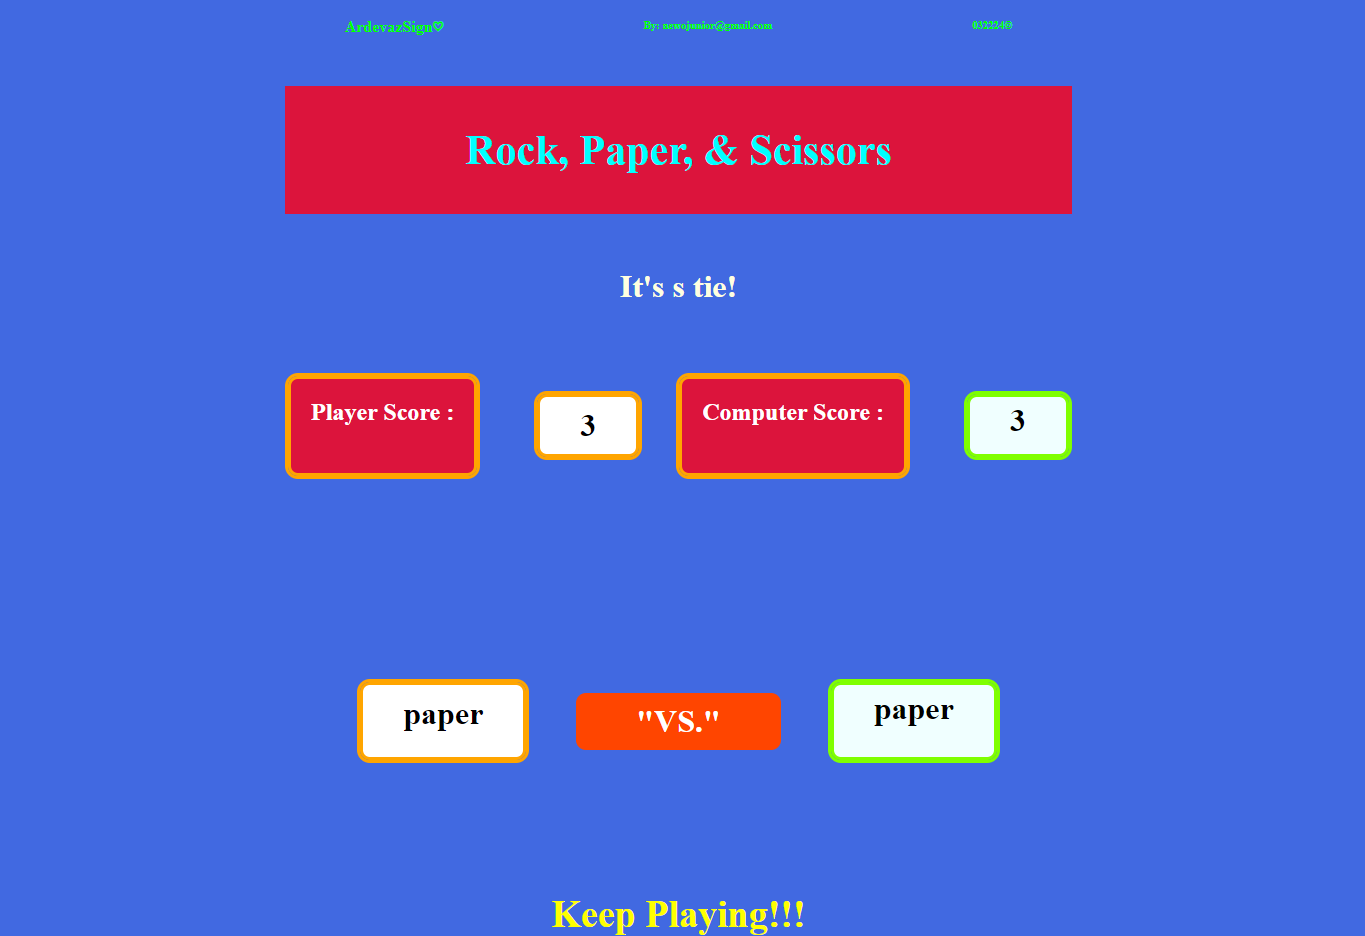 ArdevazSign♡
By: neurojunior@gmail.com
Rock, Paper, & Scissors
It's s tie!
Player Score :
3
Computer Score :
3
paper
"VS."
paper
Keep Playing!!!